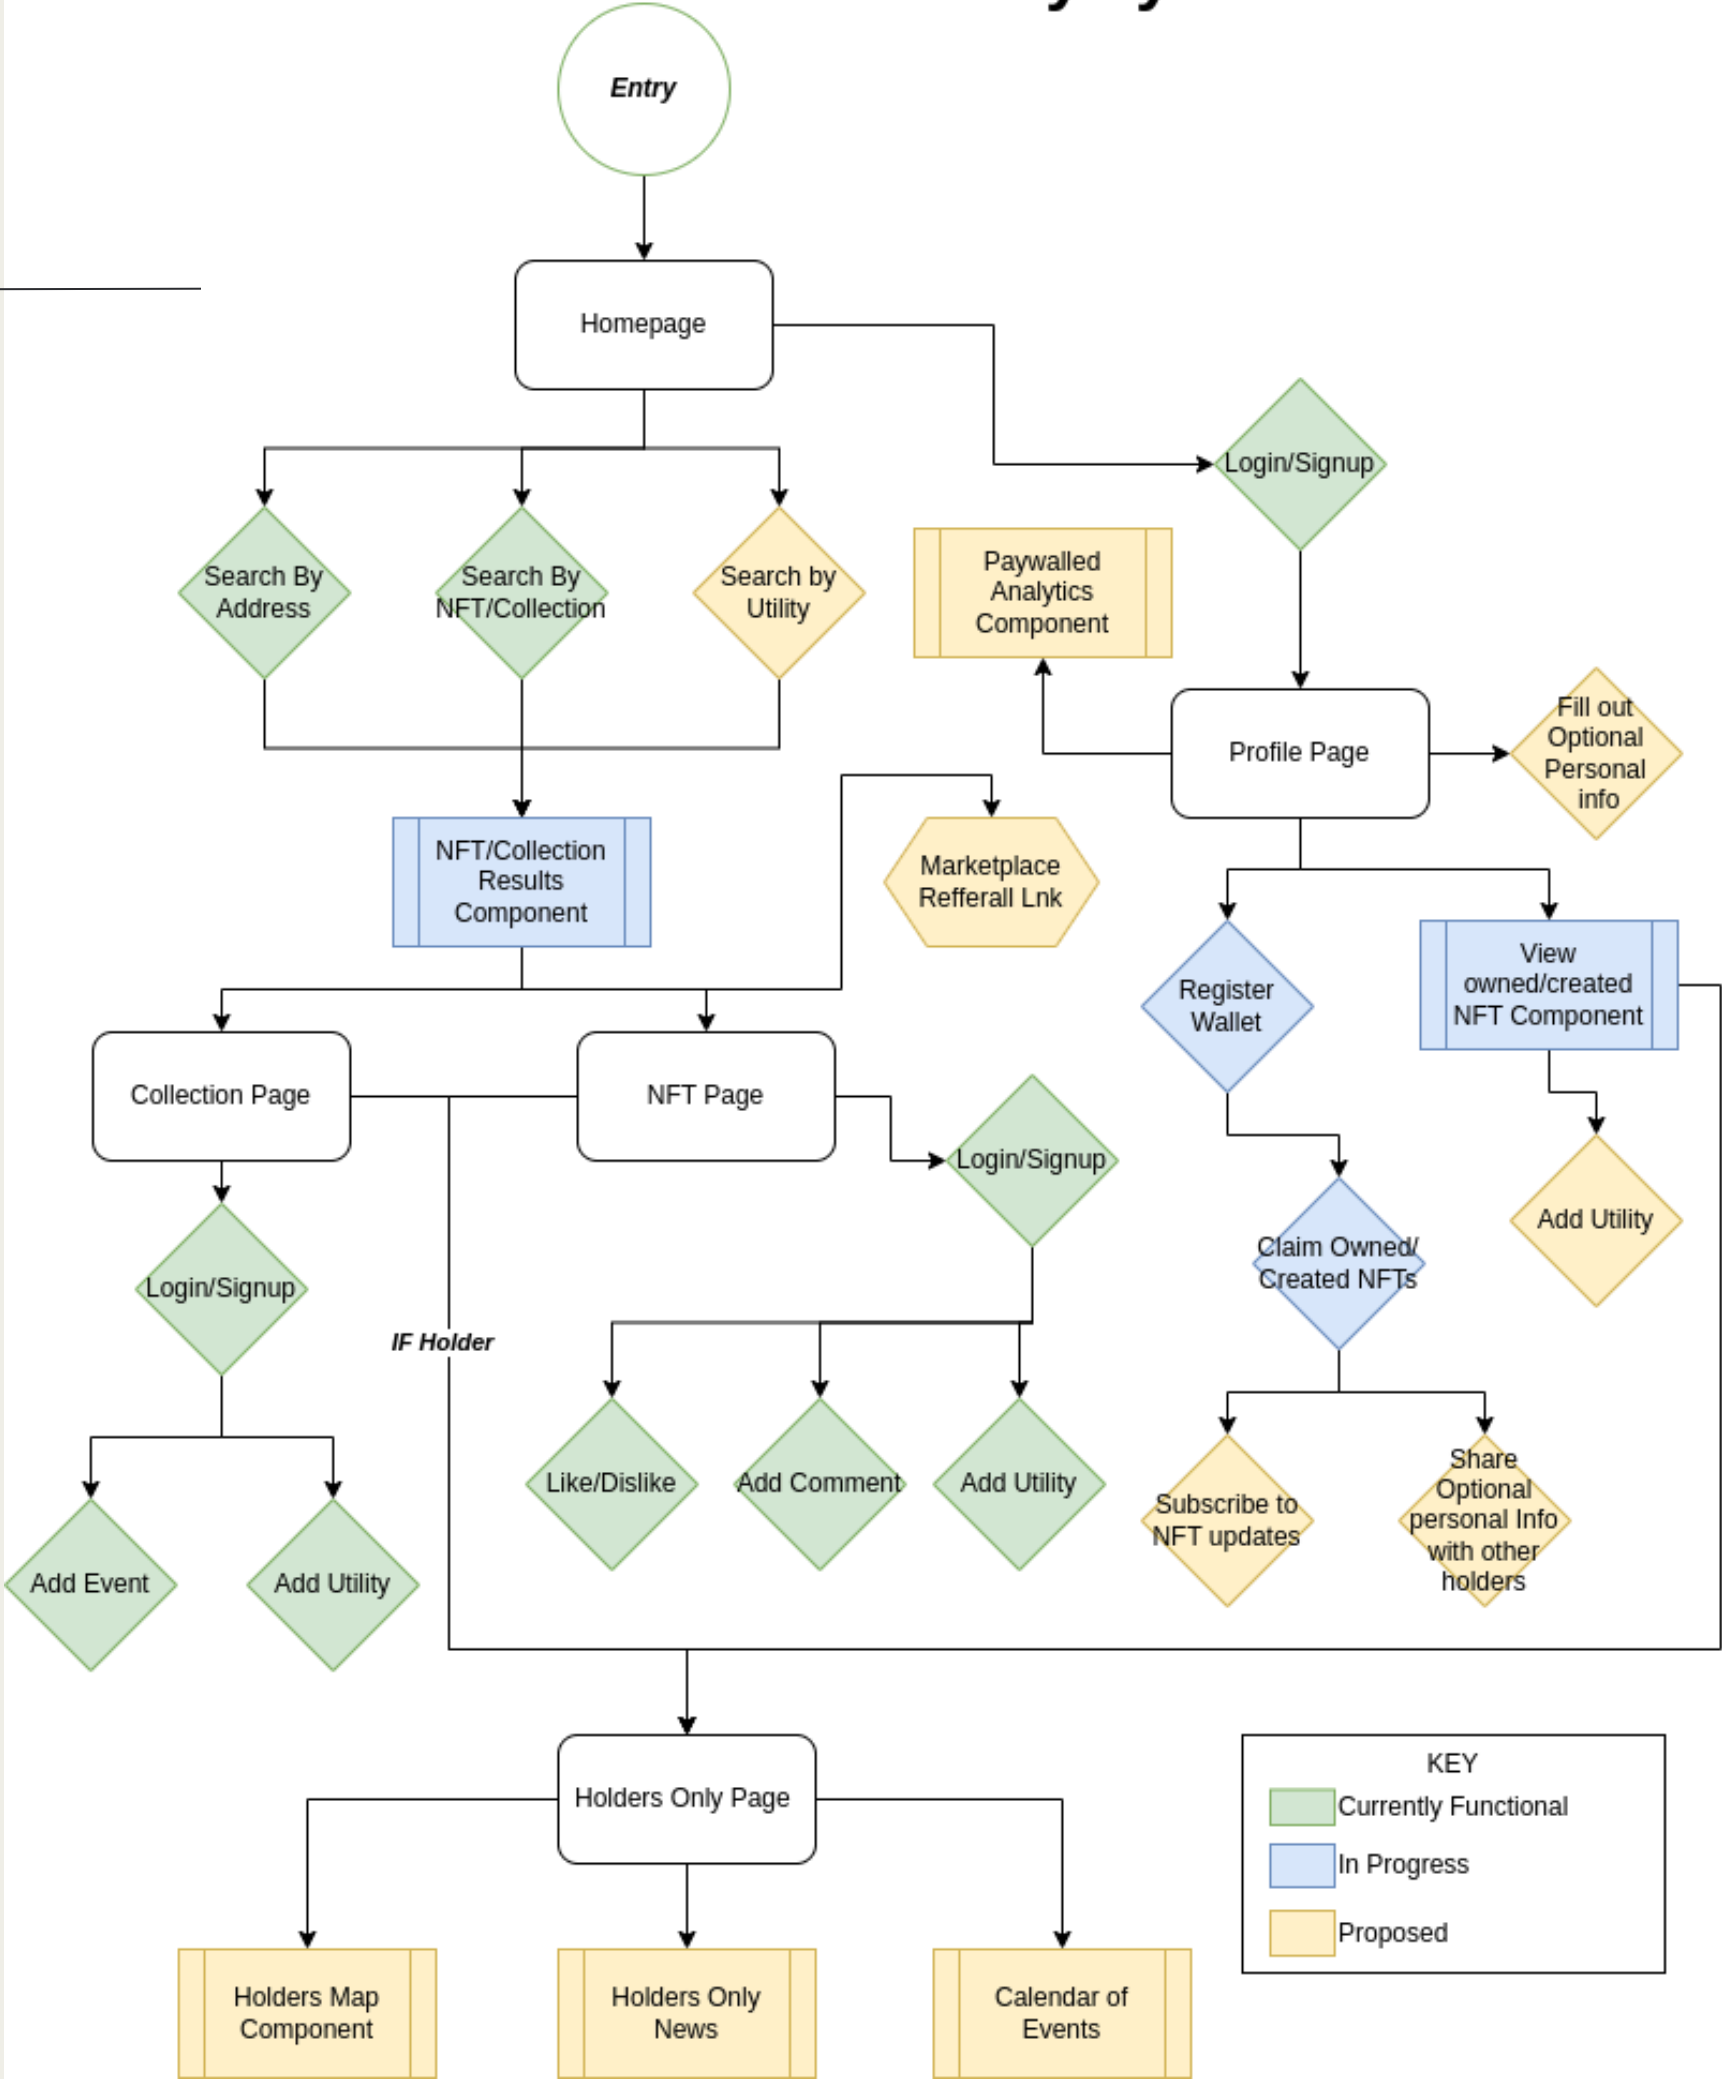 Entry
Homepage
Login/Signup
Search By
Address
Search By
NFT/Collection
Search by
Utility
Paywalled
Analytics
Component
Profile Page
Fill out
Optional
Personal
info
NFT/Collection
Results
Component
Marketplace
Refferall Lnk
Register
Wallet
View
owned/created
NFT Component
Collection Page
NFT Page
Login/Signup
Add Utility
Claim Owned/
Created NFTs
Login/Signup
IF Holder
Like/Dislike
Add Comment
Add Utility
Subscribe to
NFT updates
Share
Optional
personal Info
with other
holders
Add Event
Add Utility
Holders Only Page
KEY
Currently Functional
In Progress
Proposed
Holders Map
Component
Holders Only
News
Calendar of
Events